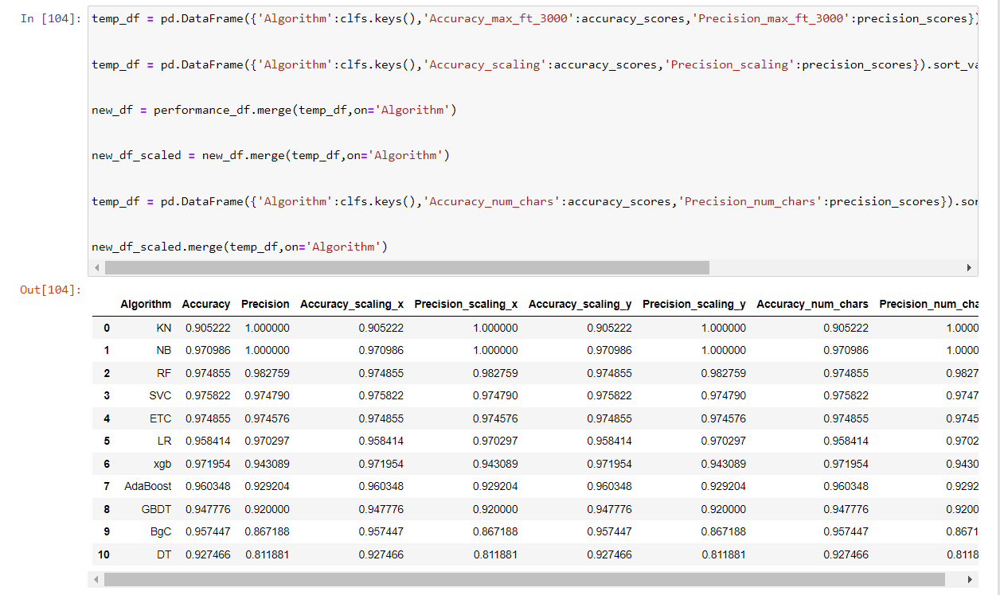 In [104]:
temp_df = pd.DataFrame({'Algorithm':clfs.keys(),'Accuracy_max_ft_3000':accuracy_scores,'Precision_max_ft_3000':precision_scores})
temp_df = pd.DataFrame({'Algorithm':clfs.keys(),'Accuracy_scaling':accuracy_scores,'Precision_scaling':precision_scores}).sort_va
new_df = performance_df.merge(temp_df,on='Algorithm')
new_df_scaled = new_df.merge(temp_df,on='Algorithm')
temp_df = pd.DataFrame({'Algorithm':clfs.keys(),'Accuracy_num_chars':accuracy_scores,'Precision_num_chars':precision_scores}).sor
new_df_scaled.merge(temp_df,on='Algorithm')
Out[104]:
Algorithm Accuracy Precision Accuracy_scaling_x Precision_scaling_x Accuracy_scaling_y Precision_scaling_y Accuracy_num_chars Precision_num_cha
0 KN 0.905222 1.000000 0.905222 1.000000 0.905222 1.000000 0.905222 1.0000
1 NB 0.970986 1.000000 0.970986 1.000000 0.970986 1.000000 0.970986 1.0000
2 RF 0.974855 0.982759 0.974855 0.982759 0.974855 0.982759 0.974855 0.9827
3 SVC 0.975822 0.974790 0.975822 0.974790 0.975822 0.974790 0.975822 0.9747
4 ETC 0.974855 0.974576 0.974855 0.974576 0.974855 0.974576 0.974855 0.9745
5 LR 0.958414 0.970297 0.958414 0.970297 0.958414 0.970297 0.958414 0.9702
6 xgb 0.971954 0.943089 0.971954 0.943089 0.971954 0.943089 0.971954 0.9430
7 AdaBoost 0.960348 0.929204 0.960348 0.929204 0.960348 0.929204 0.960348 0.9292
8 GBDT 0.947776 0.920000 0.947776 0.920000 0.947776 0.920000 0.947776 0.920
9 BgC 0.957447 0.867188 0.957447 0.867188 0.957447 0.867188 0.957447 0.8671
10 DT 0.927466 0.811881 0.927466 0.811881 0.927466 0.811881 0.927466 0.8118